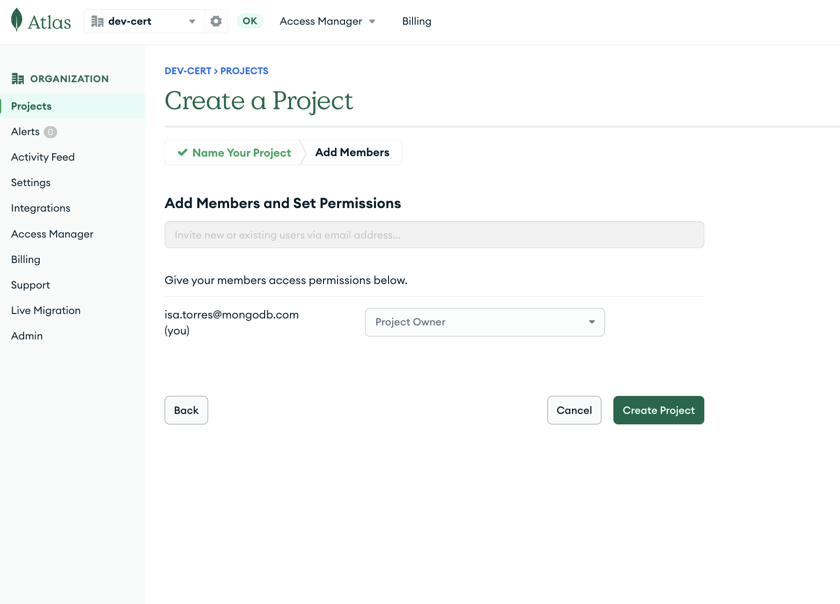 Atlas
dev-cert
OK
Access Manager
Billing
ORGANIZATION
Projects
Alerts 0
Activity Feed
Settings
Integrations
Access Manager
Billing
Support
Live Migration
Admin
DEV-CERT > PROJECTS
Create a Project
Name Your Project
Add Members
Add Members and Set Permissions
Invite new or existing users via email address...
Give your members access permissions below.
isa.torres@mongodb.com
(you)
Project Owner
Back
Cancel
Create Project